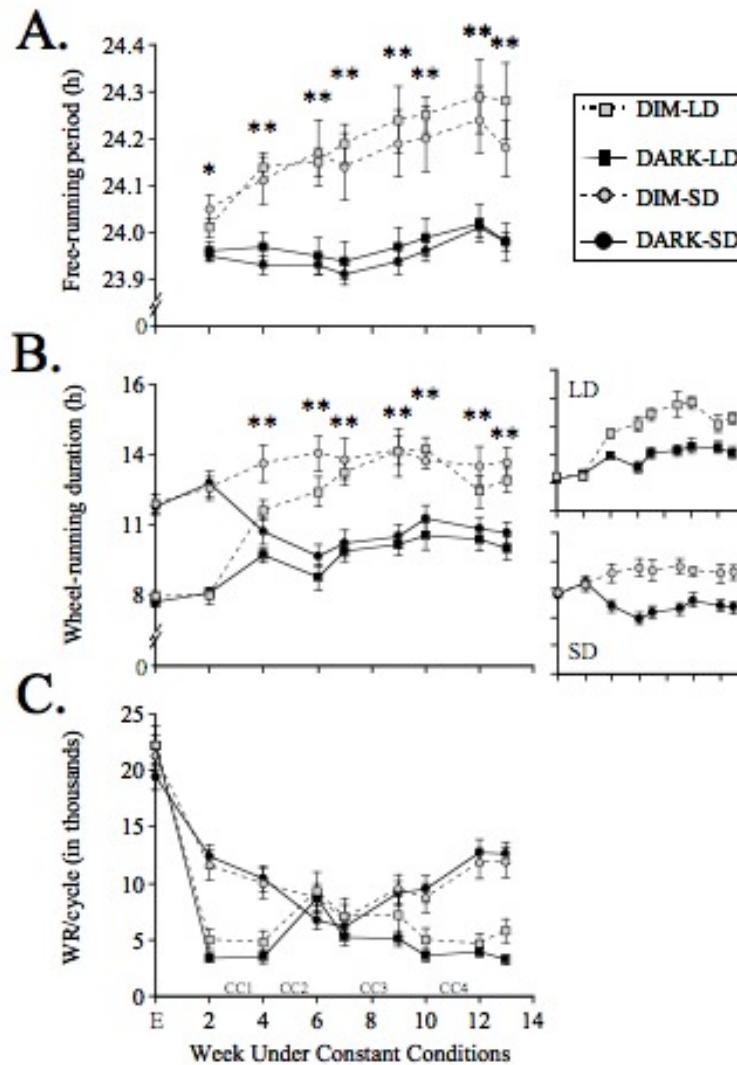 A.
Free-running period (h)
24.4
24.3
24.2
24.1
24.0
23.9
0
*
**
**
**
**
**
**
**
DIM-LD
DARK-LD
DIM-SD
DARK-SD
B.
Wheel-running duration (h)
16
14
11
8
0
**
**
**
**
**
**
**
LD
SD
C.
WR/cycle (in thousands)
25
20
15
10
5
0
CC1 CC2 CC3 CC4
E 2 4 6 8 10 12 14
Week Under Constant Conditions